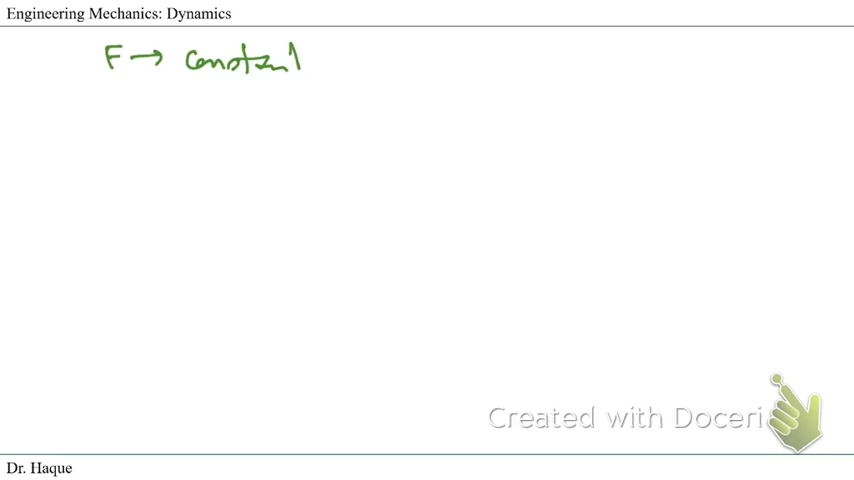 Engineering Mechanics: Dynamics
F → constant
Created with Doceri
Dr. Haque